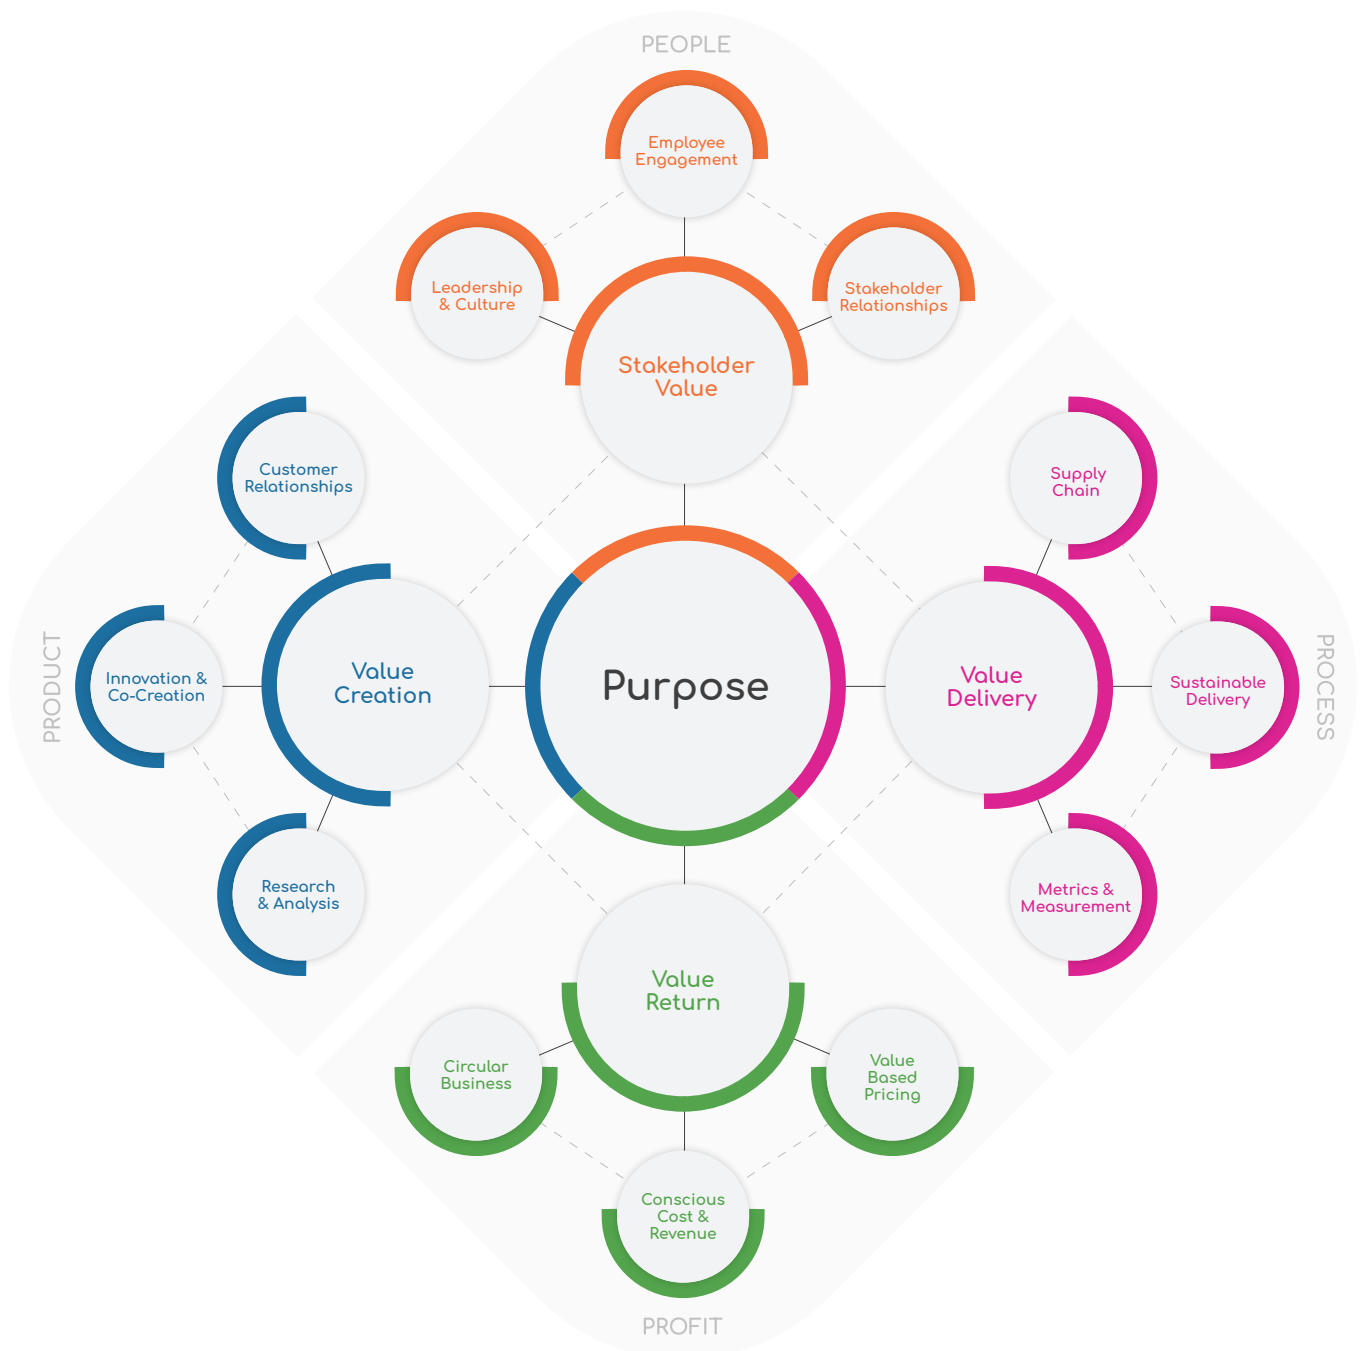 PEOPLE
Employee
Engagement
Leadership
& Culture
Stakeholder
Relationships
Stakeholder
Value
Customer
Relationships
Supply
Chain
PRODUCT
Innovation &
Co-Creation
Value
Creation
Purpose
Value
Delivery
Sustainable
Delivery
PROCESS
Research
& Analysis
Metrics &
Measurement
Value
Return
Circular
Business
Value
Based
Pricing
Conscious
Cost &
Revenue
PROFIT